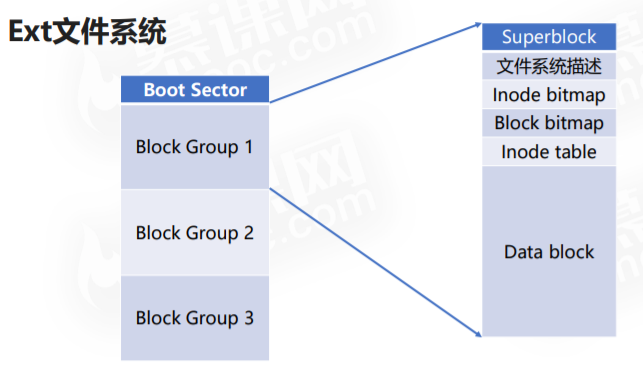 Ext文件系统
Boot Sector
Block Group 1
Block Group 2
Block Group 3
Superblock
文件系统描述
Inode bitmap
Block bitmap
Inode table
Data block